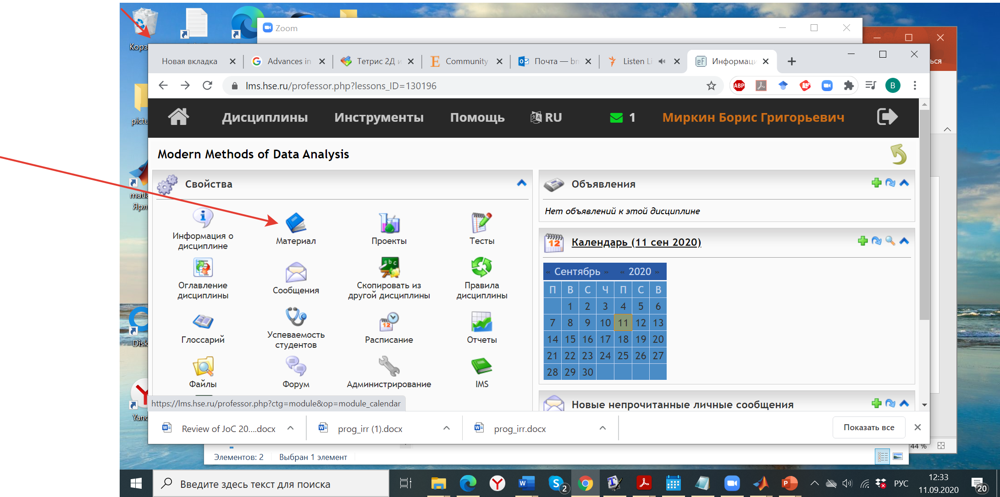 Zoom
ься
Новая вкладка
Advances in
Тетрис 2Д и
Community
Почта — bm
Listen Li
Информаци
lms.hse.ru/professor.php?lessons_ID=130196
ABP
B
Дисциплины
Инструменты
Помощь
RU
1
Миркин Борис Григорьевич
Modern Methods of Data Analysis
Свойства
Информация о
дисциплине
Материал
Проекты
Тесты
Оглавление
дисциплины
Сообщения
Скопировать из
другой дисциплины
Правила
дисциплины
Глоссарий
Успеваемость
студентов
Расписание
Отчеты
Файлы
Форум
Администрирование
IMS
Объявления
Нет объявлений к этой дисциплине
Календарь (11 сен 2020)
« Сентябрь » « 2020 »
П В С Ч П С В
1 2 3 4 5 6
7 8 9 10 11 12 13
14 15 16 17 18 19 20
21 22 23 24 25 26 27
28 29 30
Новые непрочитанные личные сообщения
https://lms.hse.ru/professor.php?ctg=module&op=module_calendar
Review of JoC 20....docx
prog_irr (1).docx
prog_irr.docx
Показать все
44 %
Элементов: 2
Выбран 1 элемент
Введите здесь текст для поиска
2
РУС
12:33
11.09.2020
20
Корз
pictu
matla
Ярл
Disk
Yand